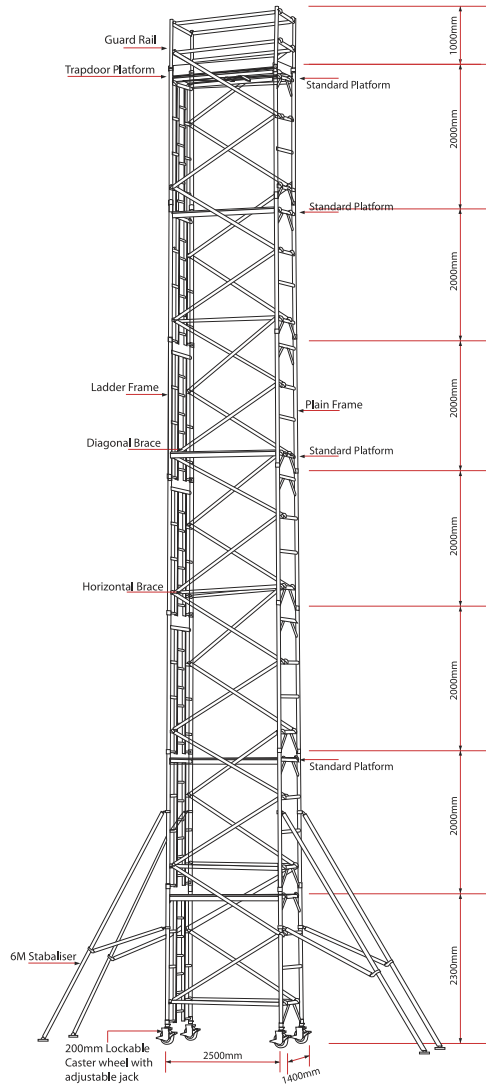 1000mm
Guard Rail
Trapdoor Platform
Standard Platform
2000mm
Standard Platform
2000mm
2000mm
Ladder Frame
Plain Frame
Diagonal Brace
Standard Platform
2000mm
Horizontal Brace
2000mm
Standard Platform
2000mm
6M Stabaliser
2300mm
200mm Lockable
Caster wheel with
adjustable jack
2500mm
1400mm